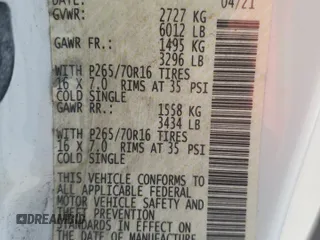 DATE: 04/21
GVWR: 2727 KG
6012 LB
GAWR FR.: 1495 KG
3296 LB
WITH P265/70R16 TIRES
16 X 7.0 RIMS AT 35 PSI
COLD SINGLE
GAWR RR.: 1558 KG
3434 LB
WITH P265/70R16 TIRES
16 X 7.0 RIMS AT 35 PSI
COLD SINGLE
THIS VEHICLE CONFORMS TO
ALL APPLICABLE FEDERAL
MOTOR VEHICLE SAFETY AND
THEFT PREVENTION
STANDARDS IN EFFECT ON
THE DATE OF MANUFACTURE
DREAMBID